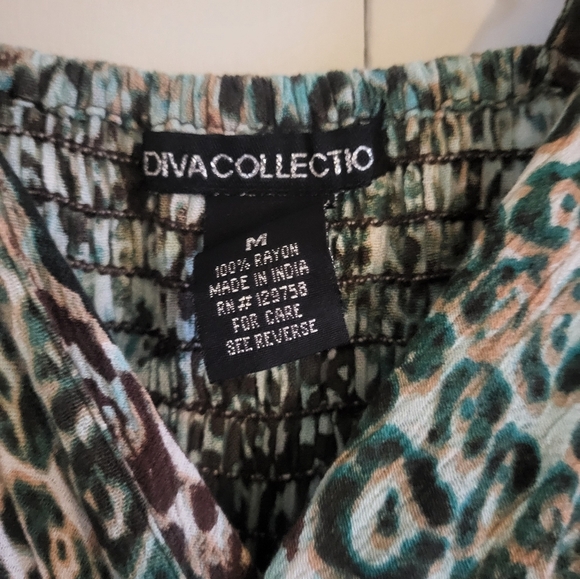 DIVA COLLECTIO
M
100% RAYON
MADE IN INDIA
RN# 129758
FOR CARE
SEE REVERSE